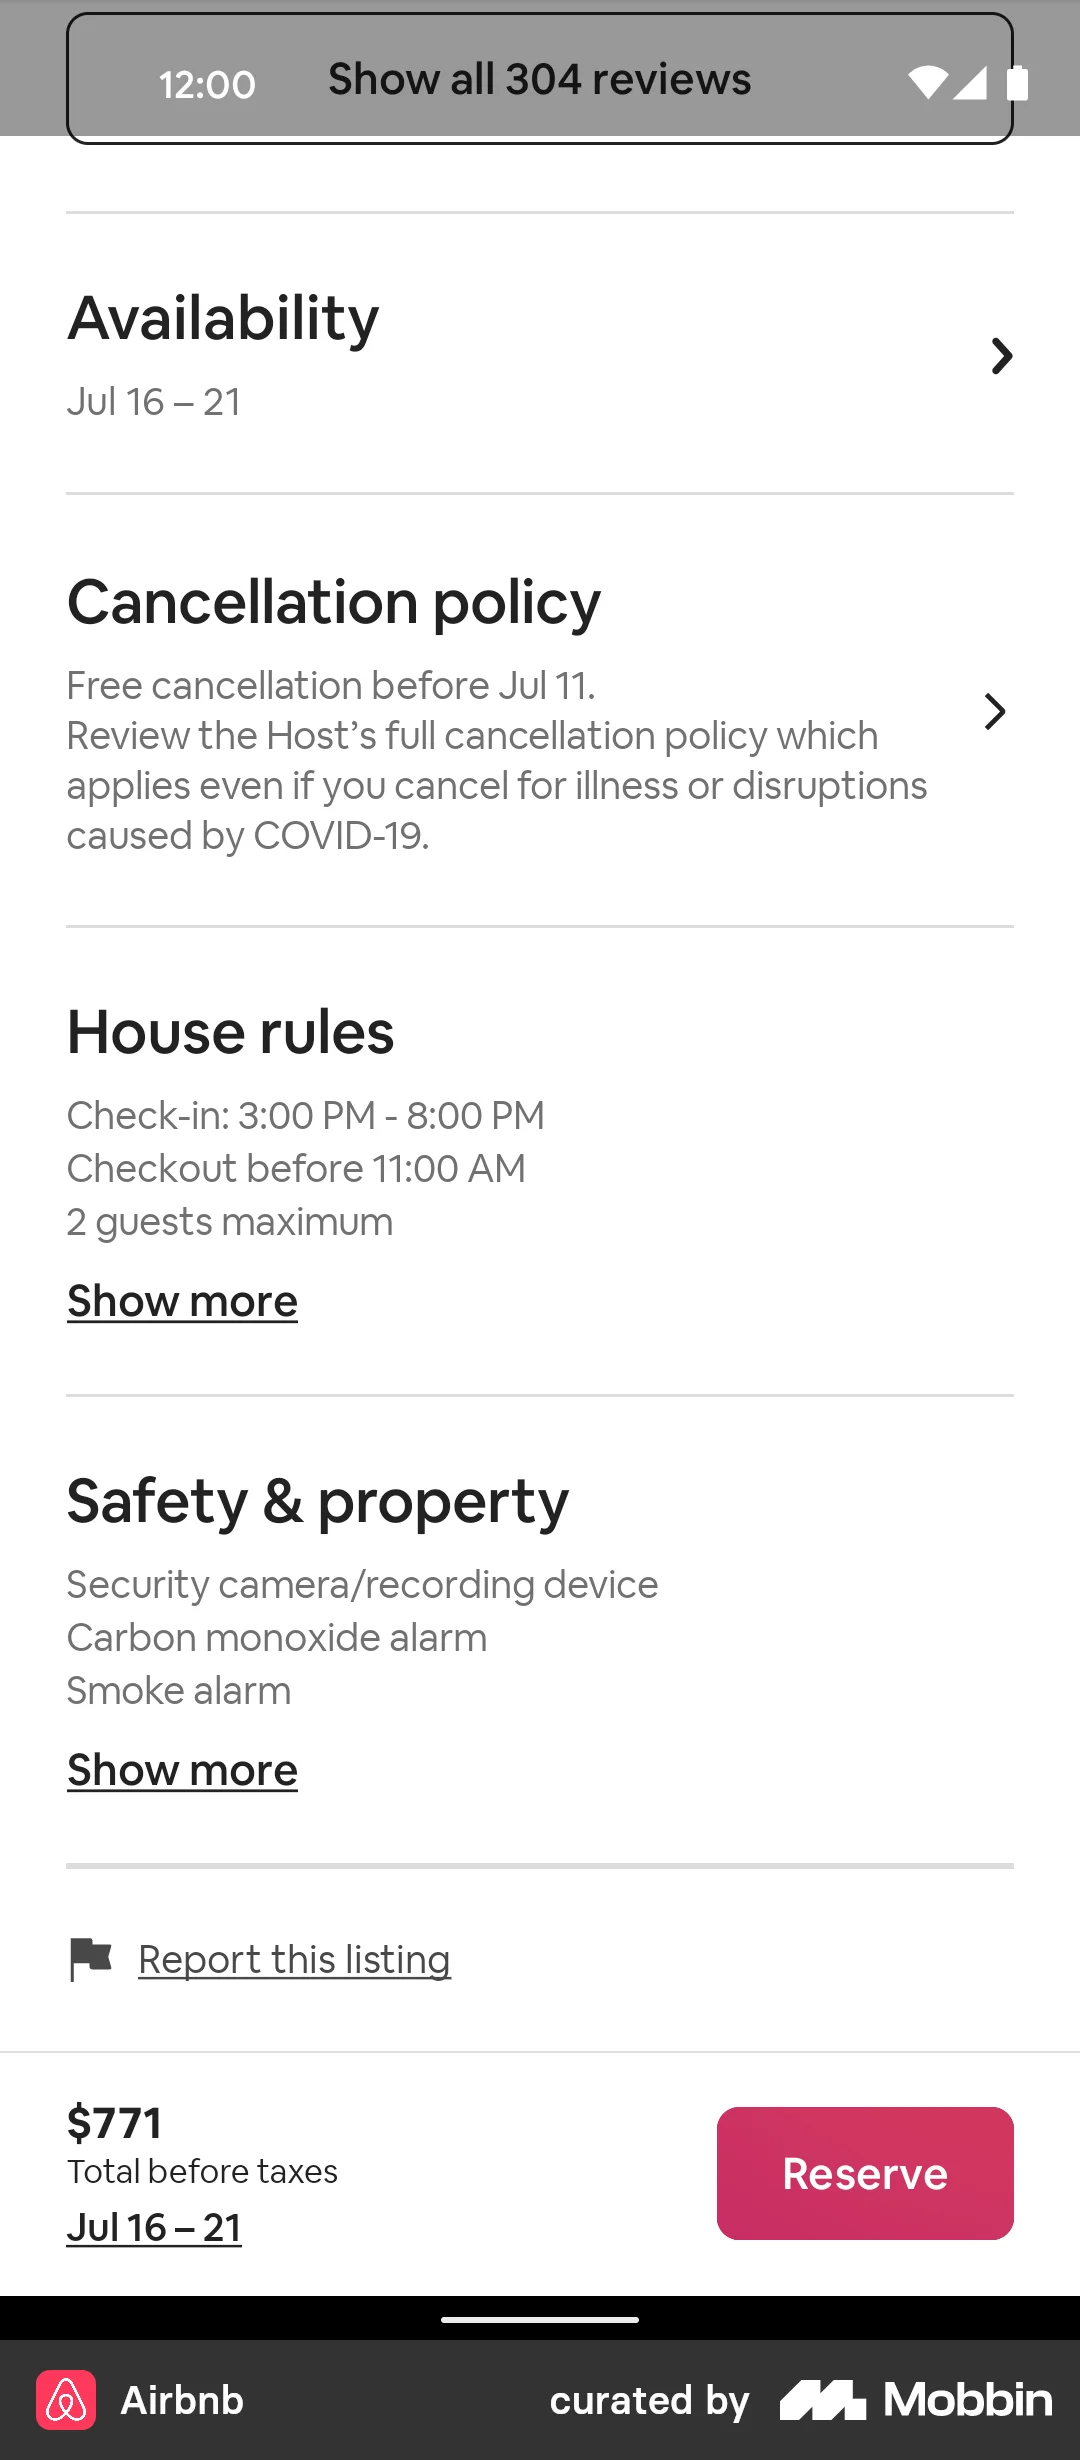 12:00
Show all 304 reviews
Availability
Jul 16 – 21
Cancellation policy
Free cancellation before Jul 11.
Review the Host’s full cancellation policy which
applies even if you cancel for illness or disruptions
caused by COVID-19.
House rules
Check-in: 3:00 PM - 8:00 PM
Checkout before 11:00 AM
2 guests maximum
Show more
Safety & property
Security camera/recording device
Carbon monoxide alarm
Smoke alarm
Show more
Report this listing
$771
Total before taxes
Jul 16 – 21
Reserve
Airbnb
curated by Mobbin